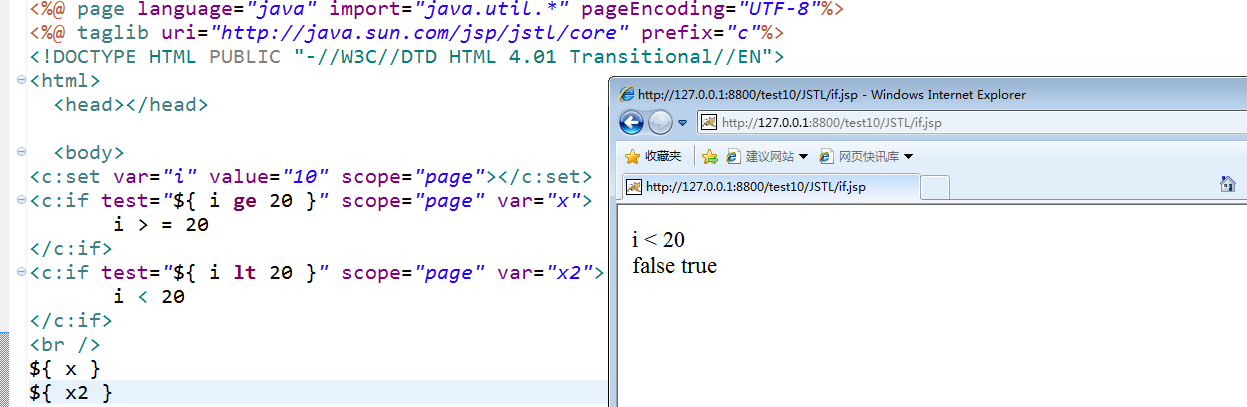 <%@ page language="java" import="java.util.*" pageEncoding="UTF-8"%>
<%@ taglib uri="http://java.sun.com/jsp/jstl/core" prefix="c"%>
<!DOCTYPE HTML PUBLIC "-//W3C//DTD HTML 4.01 Transitional//EN">
<html>
<head></head>
<body>
<c:set var="i" value="10" scope="page"></c:set>
<c:if test="${ i ge 20 }" scope="page" var="x">
i > = 20
</c:if>
<c:if test="${ i lt 20 }" scope="page" var="x2">
i < 20
</c:if>
<br />
${ x }
${ x2 }
http://127.0.0.1:8800/test10/JSTL/if.jsp - Windows Internet Explorer
http://127.0.0.1:8800/test10/JSTL/if.jsp
收藏夹 建议网站 网页快讯库
http://127.0.0.1:8800/test10/JSTL/if.jsp
i < 20
false true